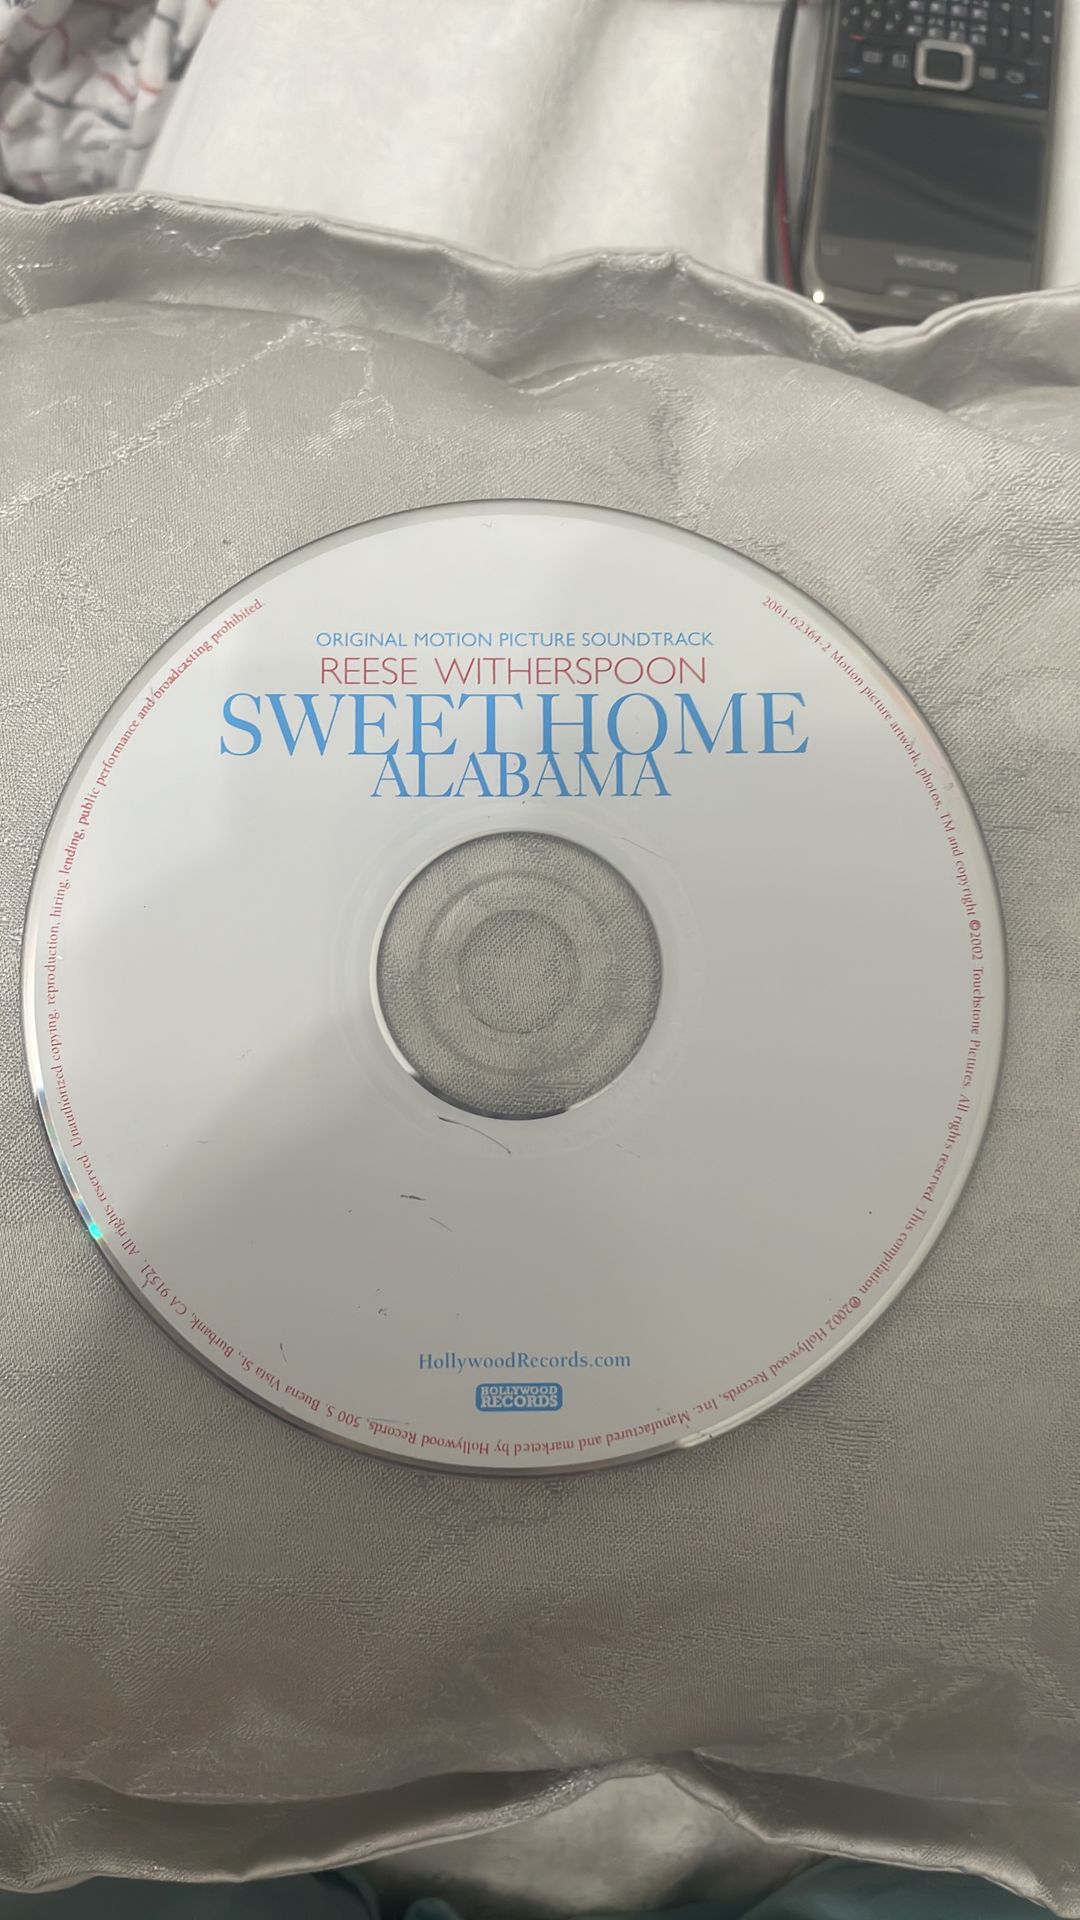 NOKIA
ORIGINAL MOTION PICTURE SOUNDTRACK
REESE WITHERSPOON
SWEET HOME
ALABAMA
HollywoodRecords.com
HOLLYWOOD
RECORDS
2061-62364-2 Motion picture artwork, photos, TM and copyright ©2002 Touchstone Pictures. All rights reserved. This compilation ℗2002 Hollywood Records, Inc. Manufactured and marketed by Hollywood Records, 500 S. Buena Vista St., Burbank, CA 91521. All rights reserved. Unauthorized copying, reproduction, hiring, lending, public performance and broadcasting prohibited.